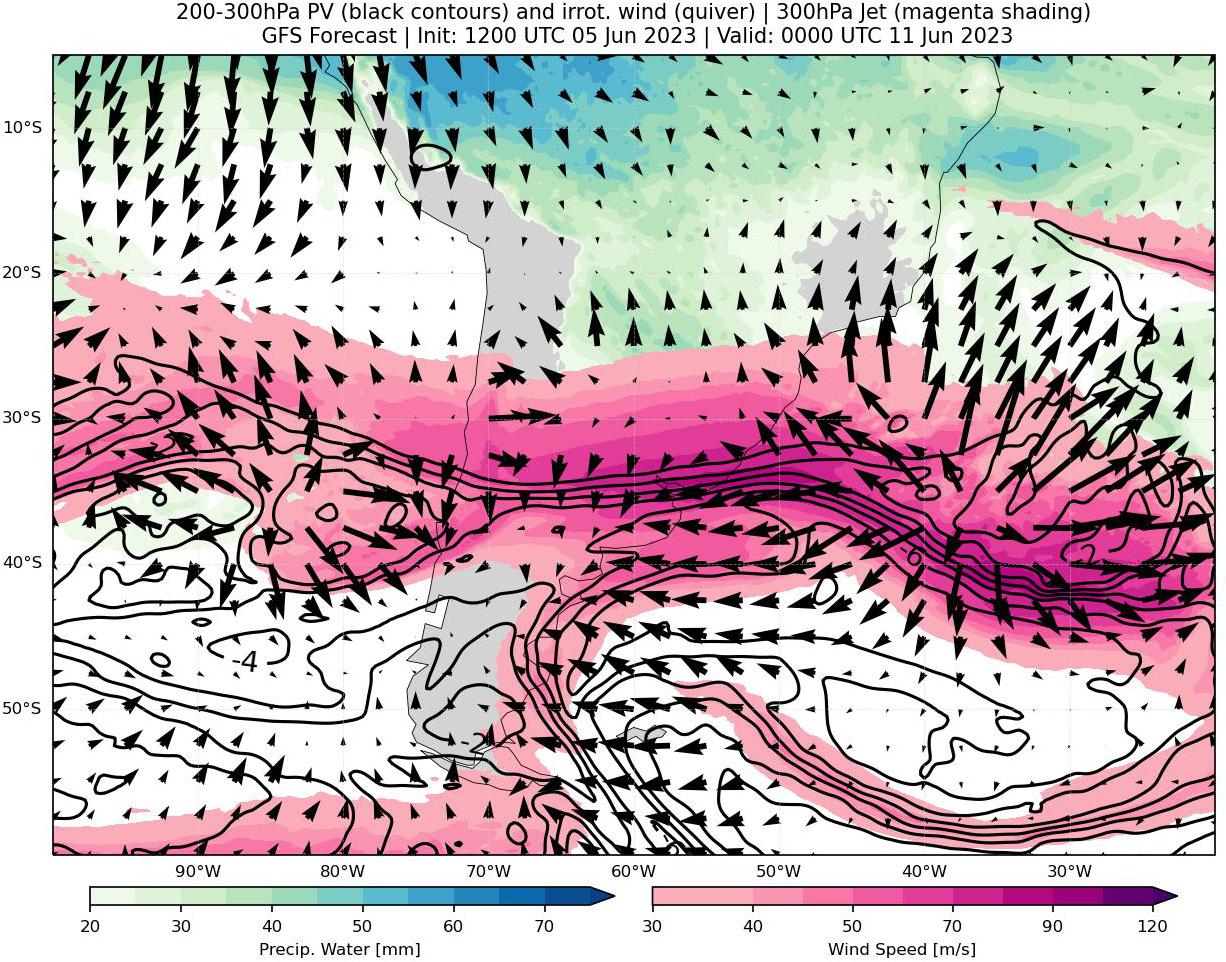 200-300hPa PV (black contours) and irrot. wind (quiver) | 300hPa Jet (magenta shading)
GFS Forecast | Init: 1200 UTC 05 Jun 2023 | Valid: 0000 UTC 11 Jun 2023
10°S
20°S
30°S
40°S
50°S
-2
-6
-4
90°W 80°W 70°W 60°W 50°W 40°W 30°W
20 30 40 50 60 70
Precip. Water [mm]
30 40 50 70 90 120
Wind Speed [m/s]